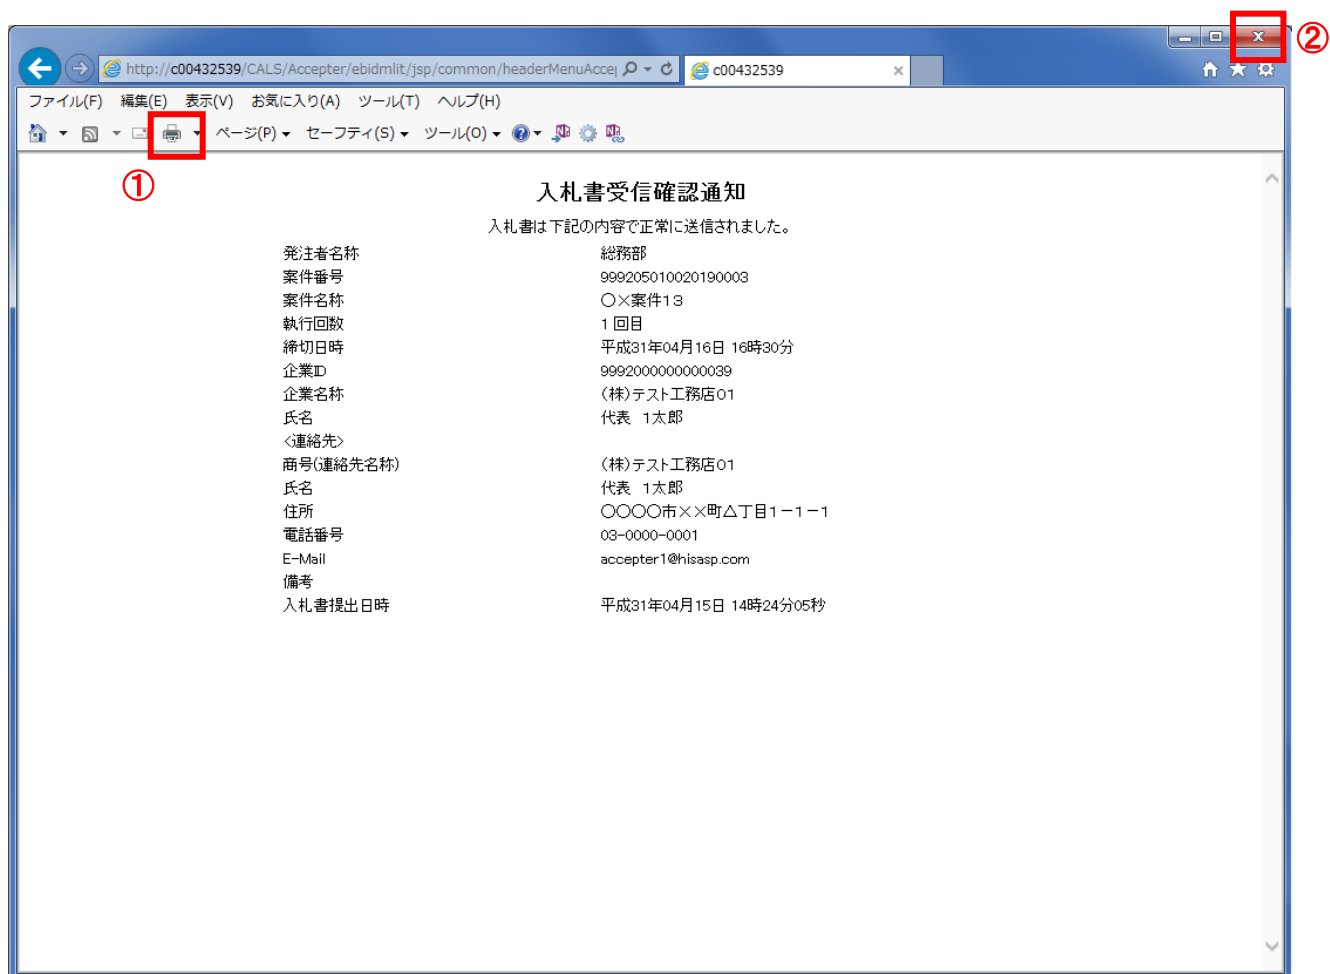 ②
http://c00432539/CALS/Accepter/ebidmlit/jsp/common/headerMenuAccep
c00432539
ファイル(F) 編集(E) 表示(V) お気に入り(A) ツール(T) ヘルプ(H)
ページ(P) セーフティ(S) ツール(O)
①
入札書受信確認通知
入札書は下記の内容で正常に送信されました。
発注者名称 総務部
案件番号 999205010020190003
案件名称 〇×案件13
執行回数 1回目
締切日時 平成31年04月16日 16時30分
企業ID 9992000000000039
企業名称 (株)テスト工務店01
氏名 代表 1太郎
<連絡先>
商号(連絡先名称) (株)テスト工務店01
氏名 代表 1太郎
住所 〇〇〇〇市××町△丁目1-1-1
電話番号 03-0000-0001
E-Mail accepter1@hisasp.com
備考
入札書提出日時 平成31年04月15日 14時24分05秒